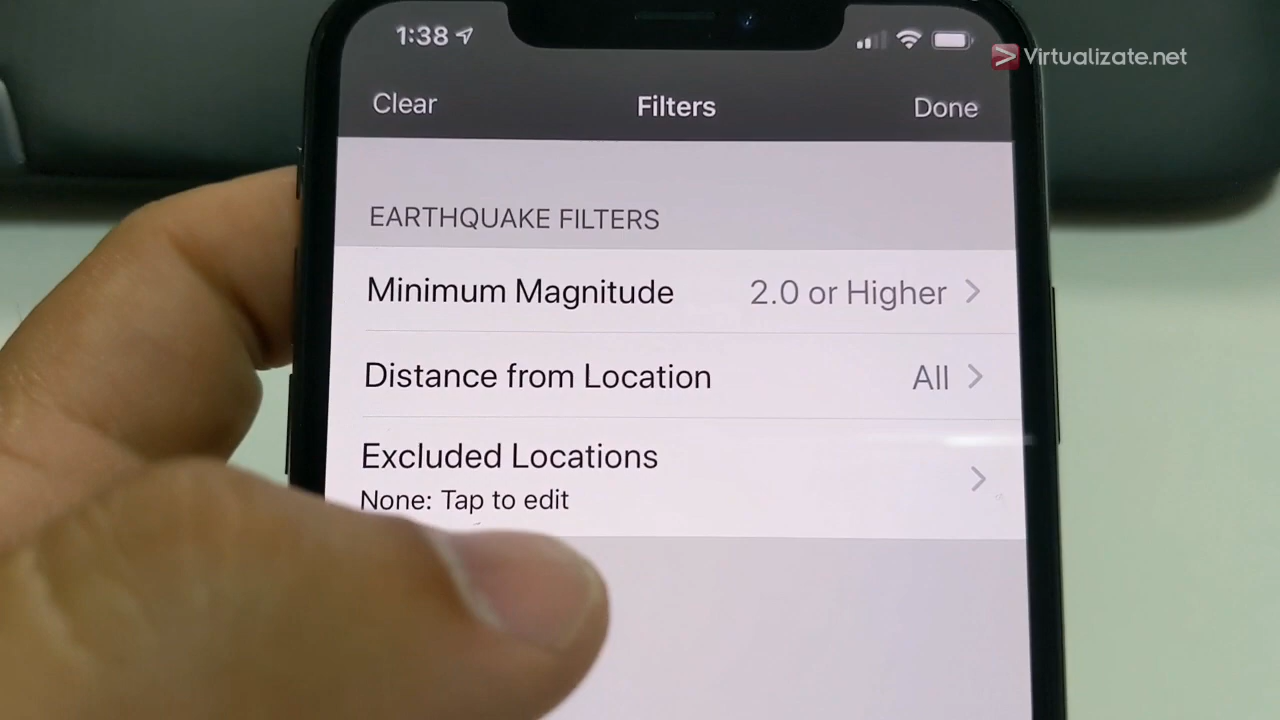 1:38
Virtualizate.net
Clear Filters Done
EARTHQUAKE FILTERS
Minimum Magnitude 2.0 or Higher
Distance from Location All
Excluded Locations
None: Tap to edit